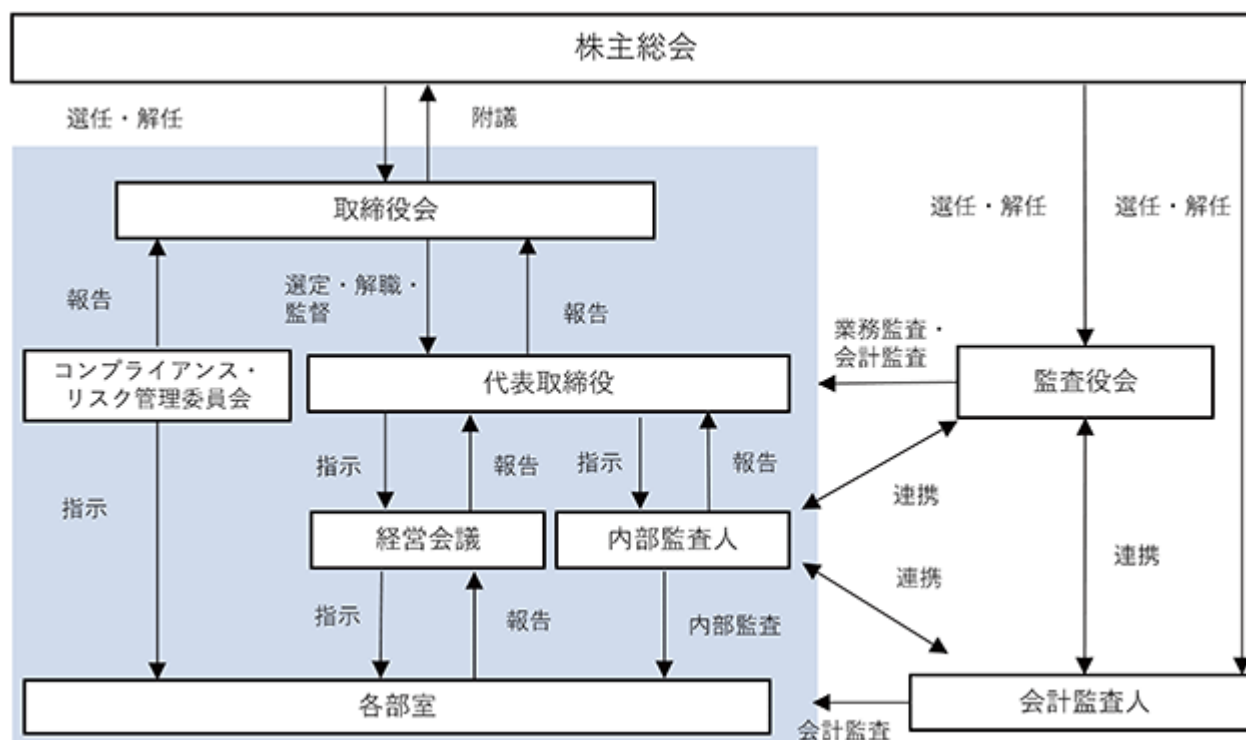 株主総会
選任・解任
附議
取締役会
選任・解任
選任・解任
報告
選定・解職・
監督
報告
業務監査・
会計監査
コンプライアンス・
リスク管理委員会
代表取締役
監査役会
指示
報告
指示
報告
指示
連携
経営会議
内部監査人
連携
連携
指示
報告
内部監査
各部室
会計監査人
会計監査